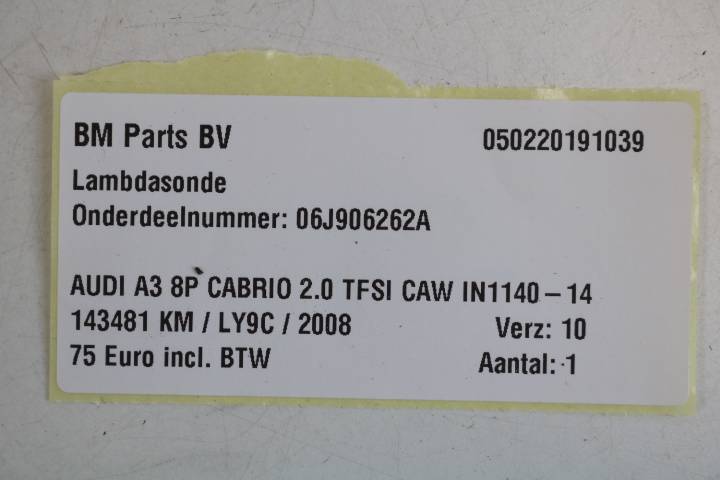 BM Parts BV 050220191039
Lambdasonde
Onderdeelnummer: 06J906262A
AUDI A3 8P CABRIO 2.0 TFSI CAW IN1140-14
143481 KM / LY9C / 2008 Verz: 10
75 Euro incl. BTW Aantal: 1